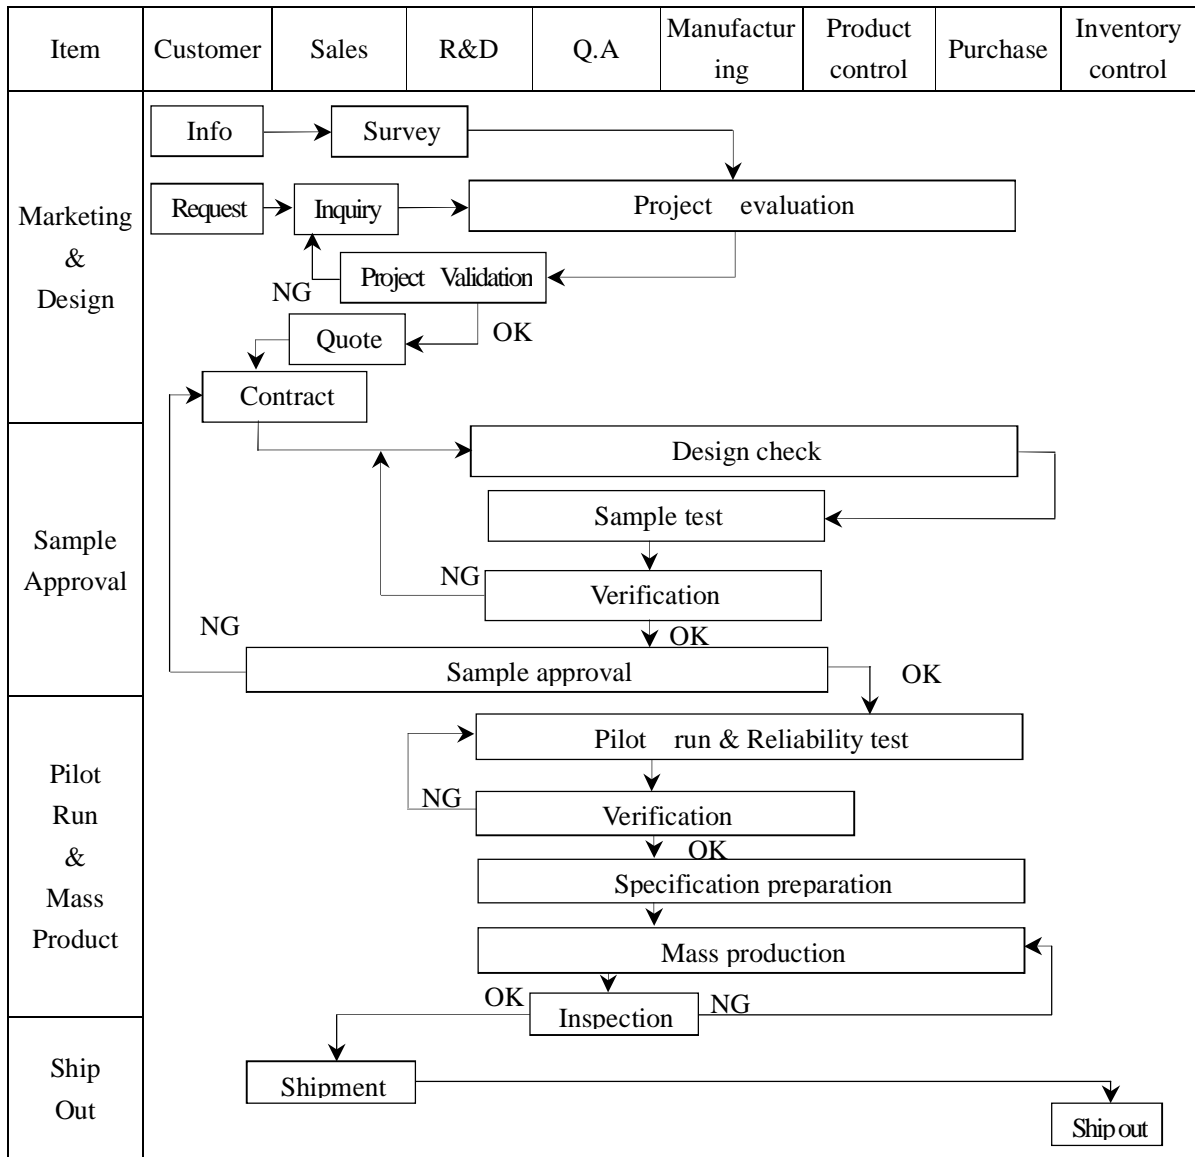 Item
Customer
Sales
R&D
Q.A
Manufactur
ing
Product
control
Purchase
Inventory
control
Marketing
&
Design
Info
Survey
Request
Inquiry
Project evaluation
Project Validation
NG
OK
Quote
Contract
Sample
Approval
Design check
Sample test
NG
Verification
NG
OK
Sample approval
OK
Pilot
Run
&
Mass
Product
Pilot run & Reliability test
NG
Verification
OK
Specification preparation
Mass production
OK
Inspection
NG
Ship
Out
Shipment
Ship out